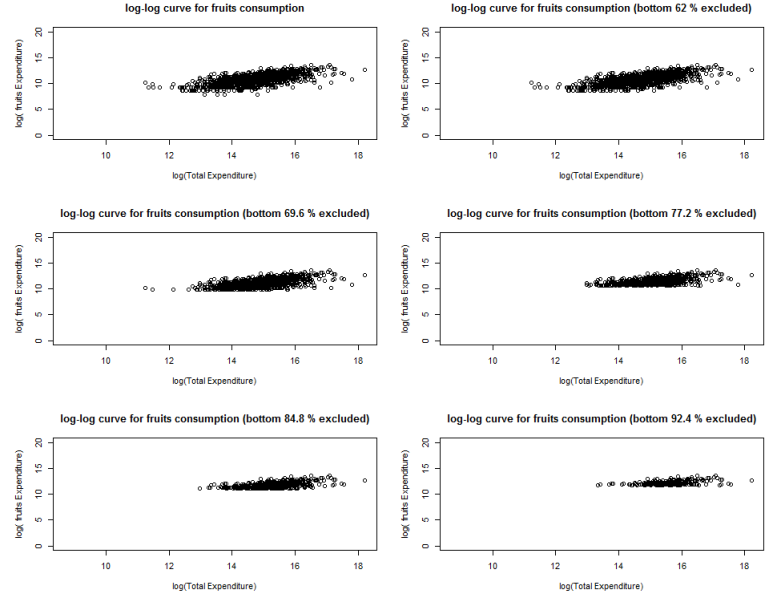 log-log curve for fruits consumption
log( fruits Expenditure)
20
15
10
5
0
10 12 14 16 18
log(Total Expenditure)
log-log curve for fruits consumption (bottom 62 % excluded)
log( fruits Expenditure)
20
15
10
5
0
10 12 14 16 18
log(Total Expenditure)
log-log curve for fruits consumption (bottom 69.6 % excluded)
log( fruits Expenditure)
20
15
10
5
0
10 12 14 16 18
log(Total Expenditure)
log-log curve for fruits consumption (bottom 77.2 % excluded)
log( fruits Expenditure)
20
15
10
5
0
10 12 14 16 18
log(Total Expenditure)
log-log curve for fruits consumption (bottom 84.8 % excluded)
log( fruits Expenditure)
20
15
10
5
0
10 12 14 16 18
log(Total Expenditure)
log-log curve for fruits consumption (bottom 92.4 % excluded)
log( fruits Expenditure)
20
15
10
5
0
10 12 14 16 18
log(Total Expenditure)